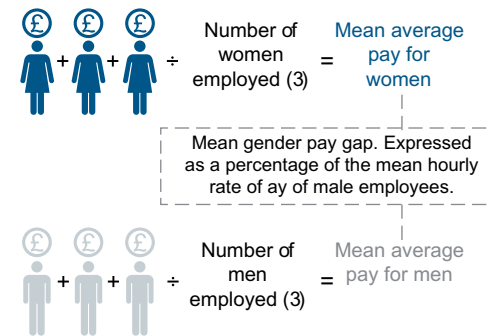 £ £ £
+ + + ÷ Number of women employed (3) = Mean average pay for women
Mean gender pay gap. Expressed
as a percentage of the mean hourly
rate of ay of male employees.
£ £ £
+ + + ÷ Number of men employed (3) = Mean average pay for men